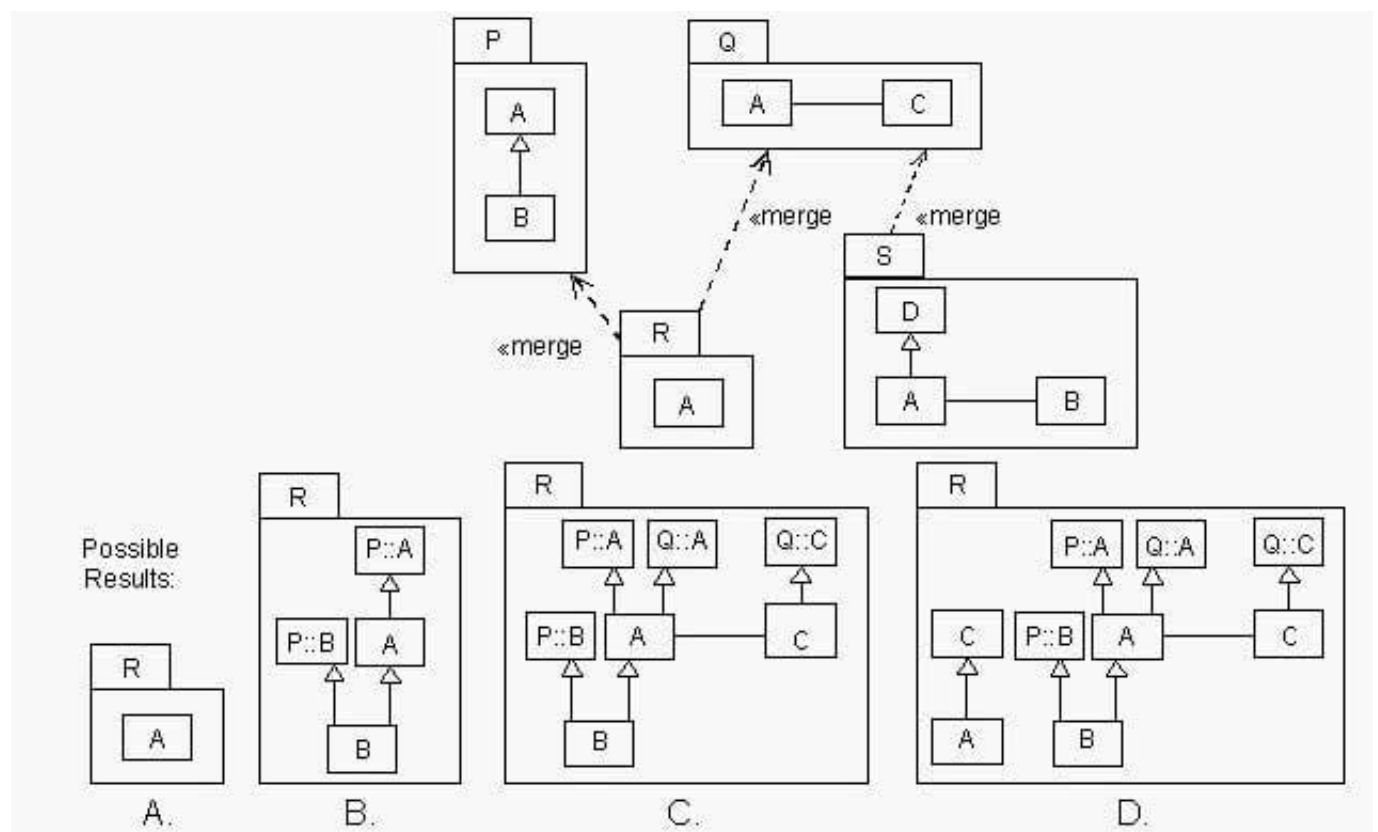 P
Q
A
A
C
B
«merge
«merge
S
D
R
«merge
A
B
A
R
R
R
P::A
P::A
Q::A
Q::C
P::A
Q::A
Q::C
Possible
Results:
P::B
A
P::B
A
C
C
P::B
A
C
R
A
B
B
A
B
A.
B.
C.
D.